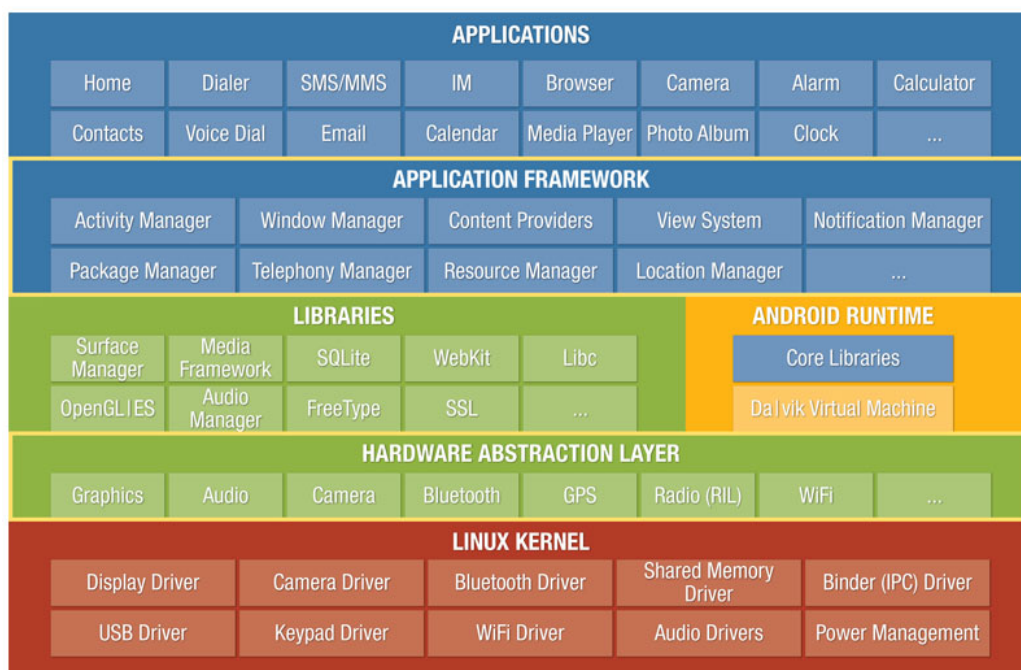 APPLICATIONS
Home Dialer SMS/MMS IM Browser Camera Alarm Calculator
Contacts Voice Dial Email Calendar Media Player Photo Album Clock ...
APPLICATION FRAMEWORK
Activity Manager Window Manager Content Providers View System Notification Manager
Package Manager Telephony Manager Resource Manager Location Manager ...
LIBRARIES
Surface Manager Media Framework SQLite WebKit Libc
OpenGL|ES Audio Manager FreeType SSL ...
ANDROID RUNTIME
Core Libraries
Da|vik Virtual Machine
HARDWARE ABSTRACTION LAYER
Graphics Audio Camera Bluetooth GPS Radio (RIL) WiFi ...
LINUX KERNEL
Display Driver Camera Driver Bluetooth Driver Shared Memory Driver Binder (IPC) Driver
USB Driver Keypad Driver WiFi Driver Audio Drivers Power Management